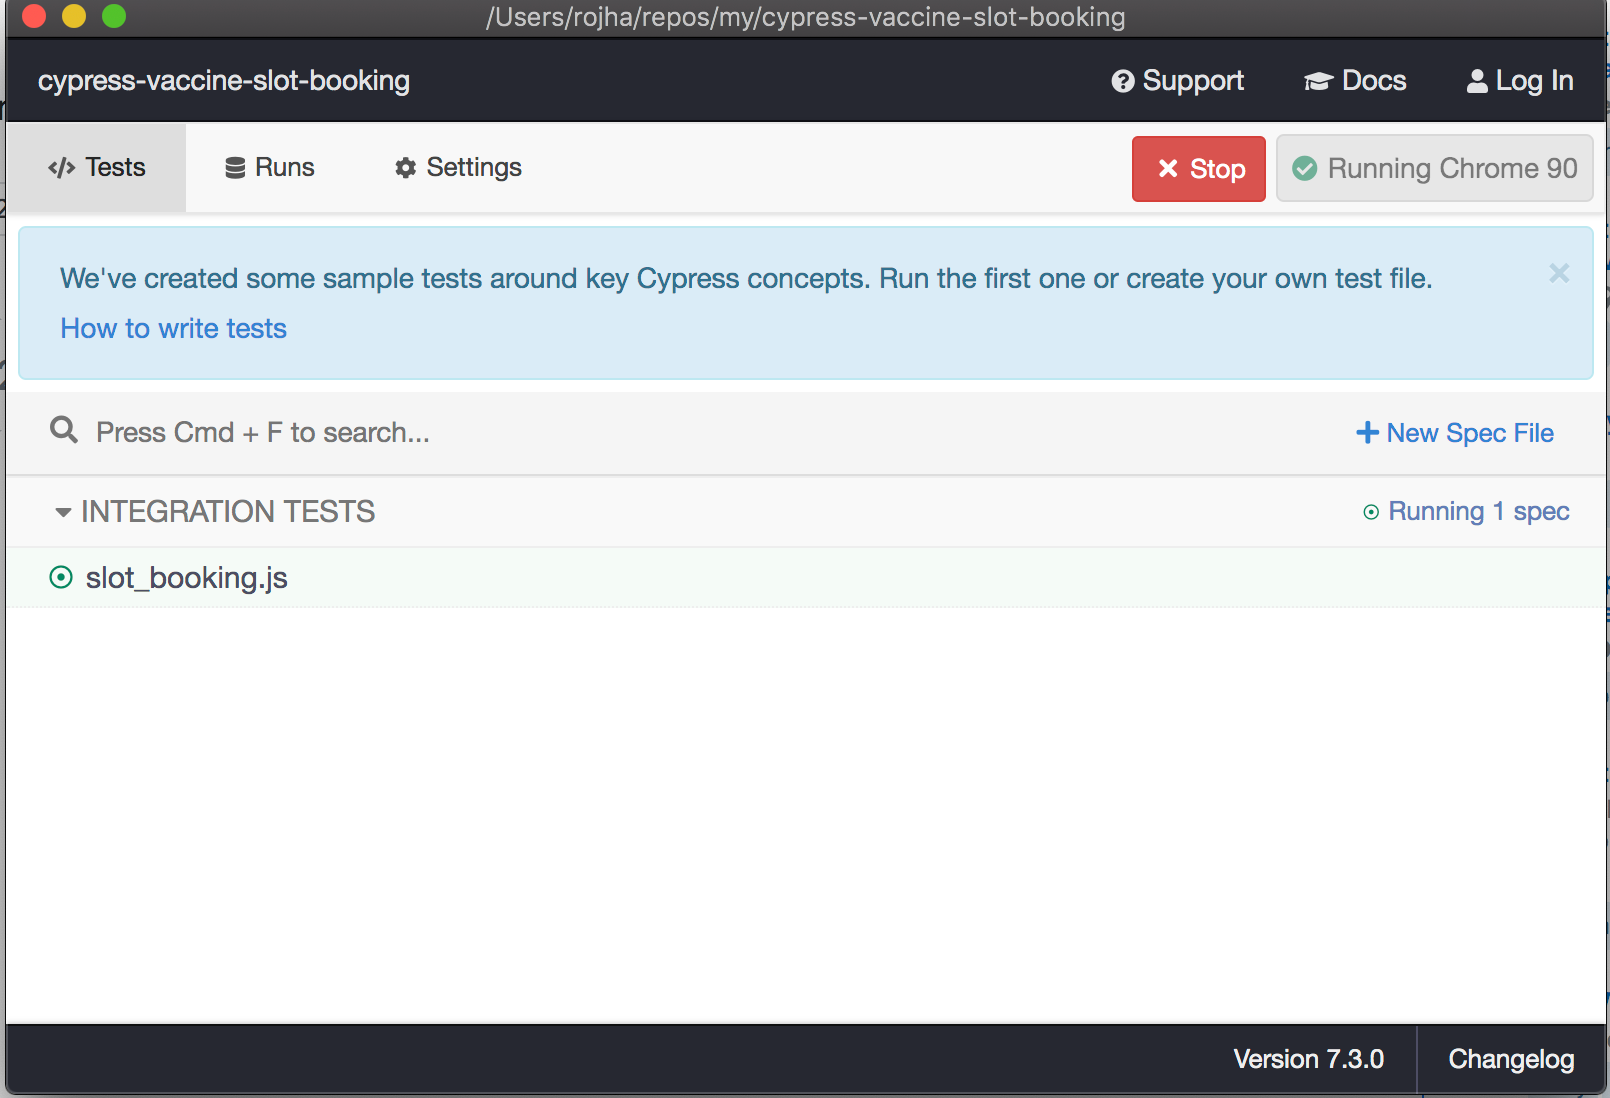 /Users/rojha/repos/my/cypress-vaccine-slot-booking
cypress-vaccine-slot-booking
Support
Docs
Log In
Tests
Runs
Settings
Stop
Running Chrome 90
We've created some sample tests around key Cypress concepts. Run the first one or create your own test file.
How to write tests
Press Cmd + F to search...
New Spec File
INTEGRATION TESTS
Running 1 spec
slot_booking.js
Version 7.3.0
Changelog